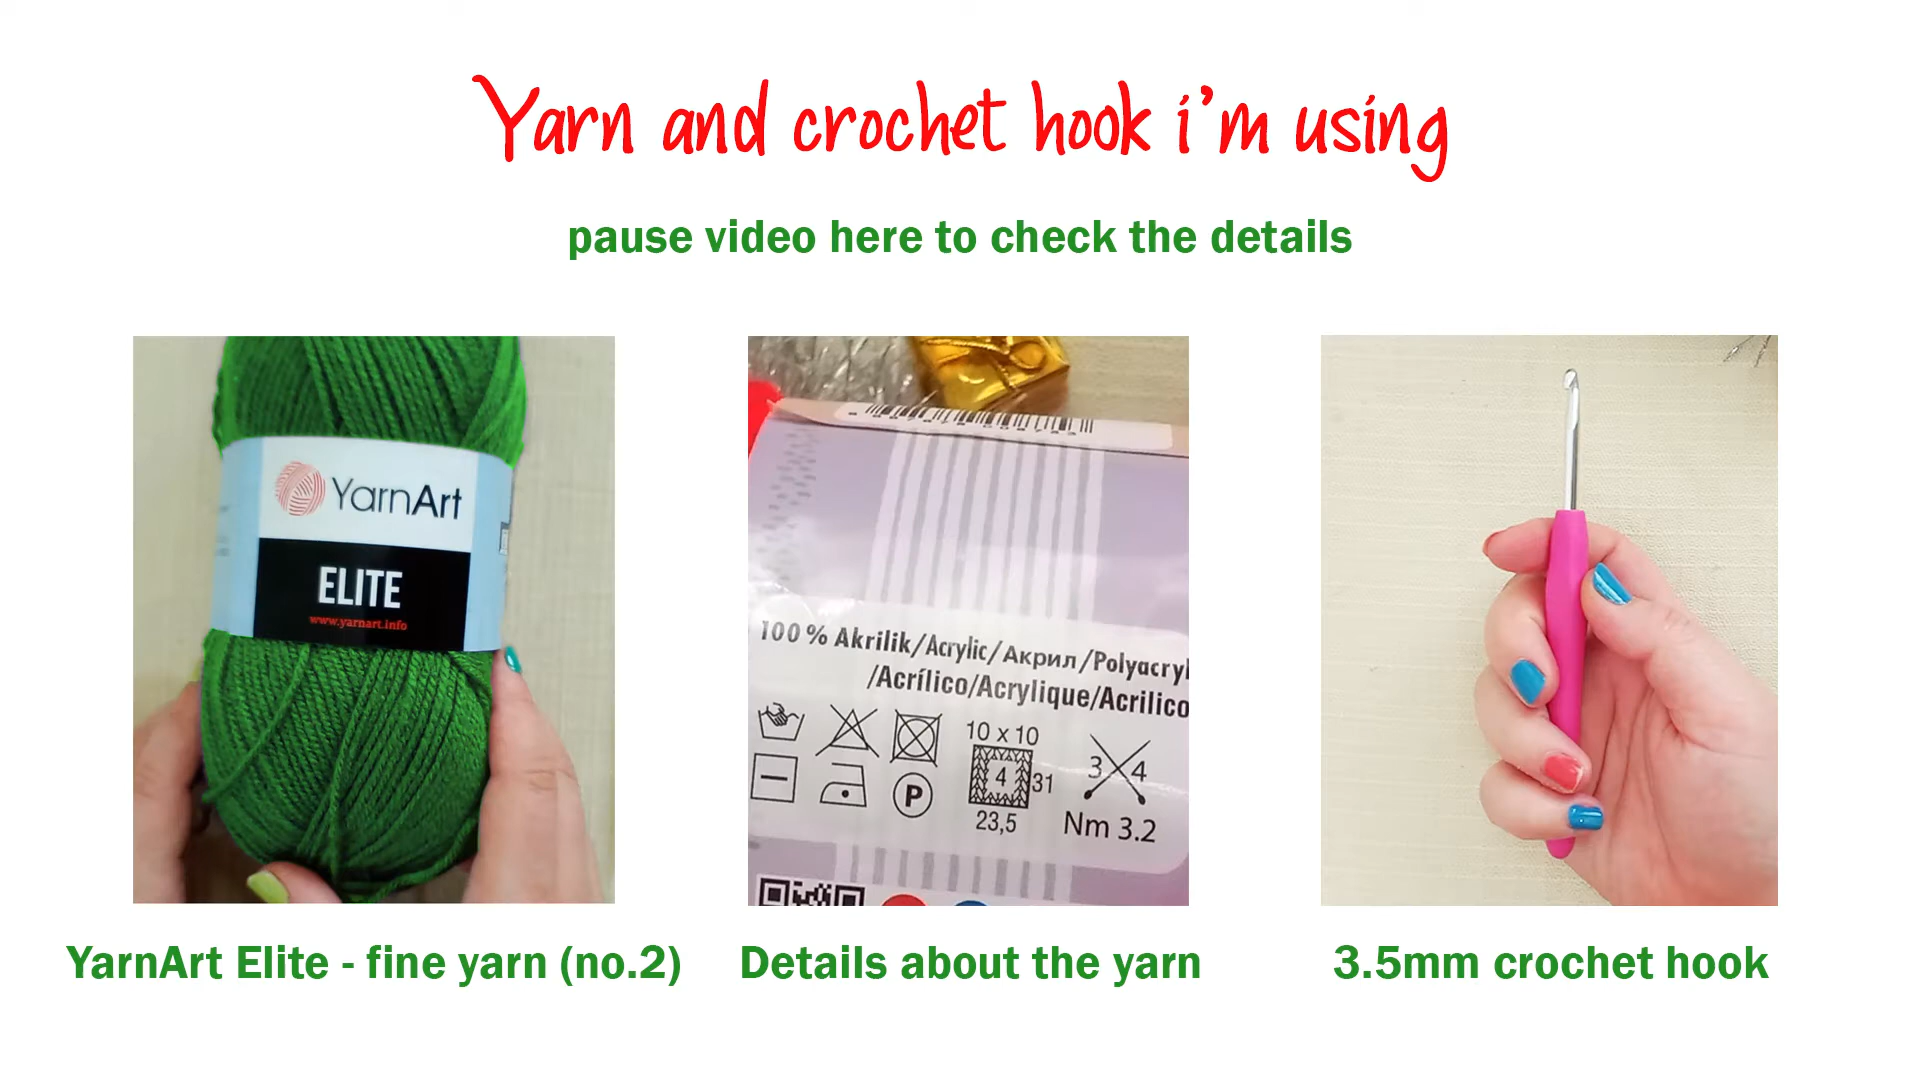 Yarn and crochet hook i'm using
pause video here to check the details
YarnArt
ELITE
www.yarnart.info
100 % Akrilik/Acrylic/Акрил/Polyacryl
/Acrílico/Acrylique/Acrilico
10 x 10
4
31
23,5
3 4
Nm 3.2
P
YarnArt Elite - fine yarn (no.2)
Details about the yarn
3.5mm crochet hook